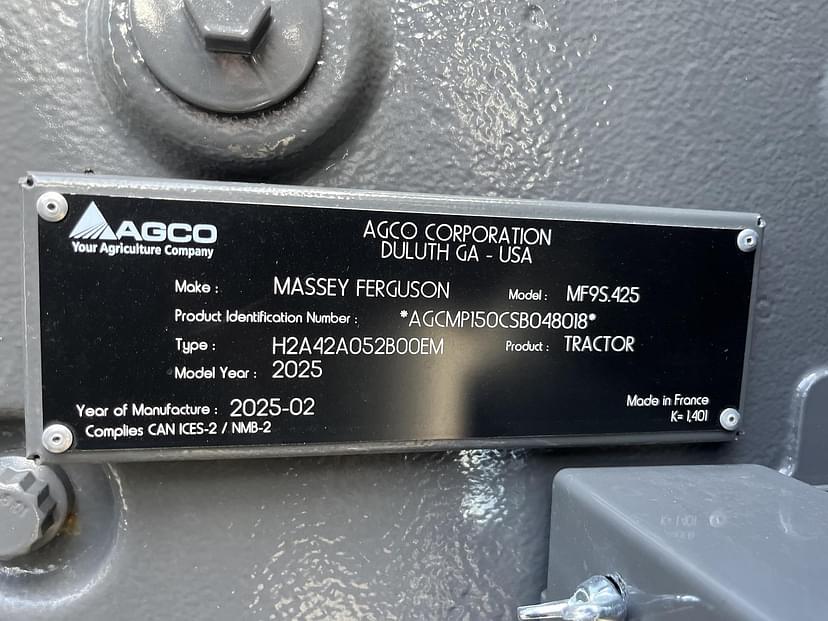 AGCO
Your Agriculture Company
AGCO CORPORATION
DULUTH GA - USA
Make : MASSEY FERGUSON Model : MF9S.425
Product Identification Number : *AGCMP150CSB048018*
Type : H2A42A052B00EM Product : TRACTOR
Model Year : 2025
Year of Manufacture : 2025-02 Made in France
Complies CAN ICES-2 / NMB-2 K= 1,401